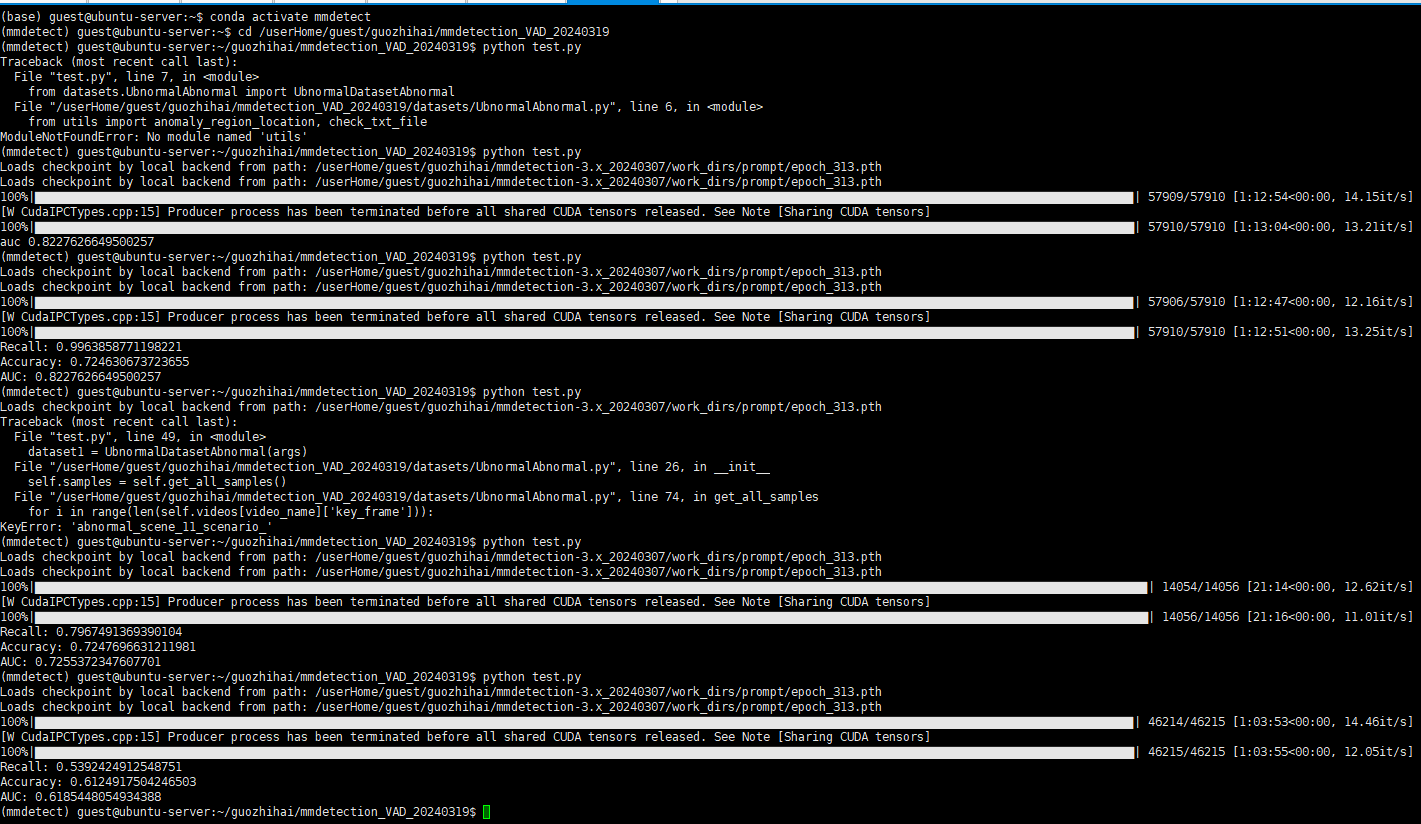 (base) guest@ubuntu-server:~$ conda activate mmdetect
(mmdetect) guest@ubuntu-server:~$ cd /userHome/guest/guozhihai/mmdetection_VAD_20240319
(mmdetect) guest@ubuntu-server:~/guozhihai/mmdetection_VAD_20240319$ python test.py
Traceback (most recent call last):
  File "test.py", line 7, in <module>
    from datasets.UbnormalAbnormal import UbnormalDatasetAbnormal
  File "/userHome/guest/guozhihai/mmdetection_VAD_20240319/datasets/UbnormalAbnormal.py", line 6, in <module>
    from utils import anomaly_region_location, check_txt_file
ModuleNotFoundError: No module named 'utils'
(mmdetect) guest@ubuntu-server:~/guozhihai/mmdetection_VAD_20240319$ python test.py
Loads checkpoint by local backend from path: /userHome/guest/guozhihai/mmdetection-3.x_20240307/work_dirs/prompt/epoch_313.pth
Loads checkpoint by local backend from path: /userHome/guest/guozhihai/mmdetection-3.x_20240307/work_dirs/prompt/epoch_313.pth
100%| | 57909/57910 [1:12:54<00:00, 14.15it/s]
[W CudaIPCTypes.cpp:15] Producer process has been terminated before all shared CUDA tensors released. See Note [Sharing CUDA tensors]
100%| | 57910/57910 [1:13:04<00:00, 13.21it/s]
auc 0.8227626649500257
(mmdetect) guest@ubuntu-server:~/guozhihai/mmdetection_VAD_20240319$ python test.py
Loads checkpoint by local backend from path: /userHome/guest/guozhihai/mmdetection-3.x_20240307/work_dirs/prompt/epoch_313.pth
Loads checkpoint by local backend from path: /userHome/guest/guozhihai/mmdetection-3.x_20240307/work_dirs/prompt/epoch_313.pth
100%| | 57906/57910 [1:12:47<00:00, 12.16it/s]
[W CudaIPCTypes.cpp:15] Producer process has been terminated before all shared CUDA tensors released. See Note [Sharing CUDA tensors]
100%| | 57910/57910 [1:12:51<00:00, 13.25it/s]
Recall: 0.9963858771198221
Accuracy: 0.724630673723655
AUC: 0.8227626649500257
(mmdetect) guest@ubuntu-server:~/guozhihai/mmdetection_VAD_20240319$ python test.py
Loads checkpoint by local backend from path: /userHome/guest/guozhihai/mmdetection-3.x_20240307/work_dirs/prompt/epoch_313.pth
Traceback (most recent call last):
  File "test.py", line 49, in <module>
    dataset1 = UbnormalDatasetAbnormal(args)
  File "/userHome/guest/guozhihai/mmdetection_VAD_20240319/datasets/UbnormalAbnormal.py", line 26, in __init__
    self.samples = self.get_all_samples()
  File "/userHome/guest/guozhihai/mmdetection_VAD_20240319/datasets/UbnormalAbnormal.py", line 74, in get_all_samples
    for i in range(len(self.videos[video_name]['key_frame'])):
KeyError: 'abnormal_scene_11_scenario_'
(mmdetect) guest@ubuntu-server:~/guozhihai/mmdetection_VAD_20240319$ python test.py
Loads checkpoint by local backend from path: /userHome/guest/guozhihai/mmdetection-3.x_20240307/work_dirs/prompt/epoch_313.pth
Loads checkpoint by local backend from path: /userHome/guest/guozhihai/mmdetection-3.x_20240307/work_dirs/prompt/epoch_313.pth
100%| | 14054/14056 [21:14<00:00, 12.62it/s]
[W CudaIPCTypes.cpp:15] Producer process has been terminated before all shared CUDA tensors released. See Note [Sharing CUDA tensors]
100%| | 14056/14056 [21:16<00:00, 11.01it/s]
Recall: 0.7967491369390104
Accuracy: 0.7247696631211981
AUC: 0.7255372347607701
(mmdetect) guest@ubuntu-server:~/guozhihai/mmdetection_VAD_20240319$ python test.py
Loads checkpoint by local backend from path: /userHome/guest/guozhihai/mmdetection-3.x_20240307/work_dirs/prompt/epoch_313.pth
Loads checkpoint by local backend from path: /userHome/guest/guozhihai/mmdetection-3.x_20240307/work_dirs/prompt/epoch_313.pth
100%| | 46214/46215 [1:03:53<00:00, 14.46it/s]
[W CudaIPCTypes.cpp:15] Producer process has been terminated before all shared CUDA tensors released. See Note [Sharing CUDA tensors]
100%| | 46215/46215 [1:03:55<00:00, 12.05it/s]
Recall: 0.5392424912548751
Accuracy: 0.6124917504246503
AUC: 0.6185448054934388
(mmdetect) guest@ubuntu-server:~/guozhihai/mmdetection_VAD_20240319$